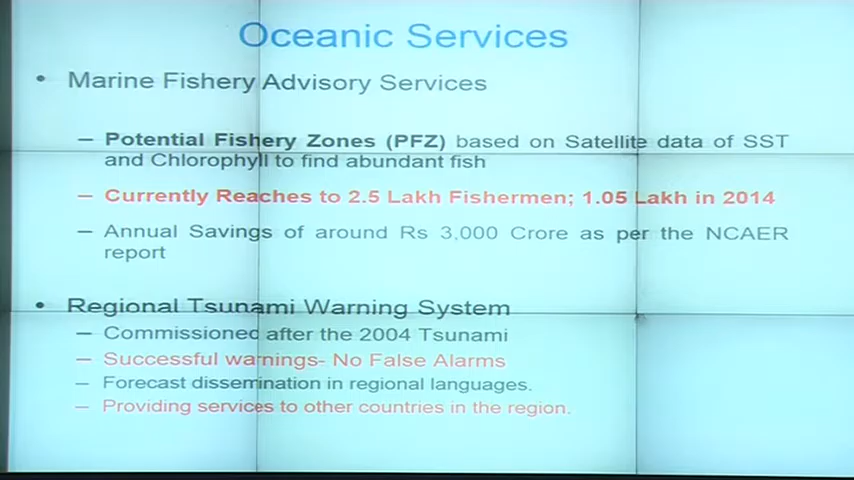 Oceanic Services
• Marine Fishery Advisory Services
– Potential Fishery Zones (PFZ) based on Satellite data of SST
and Chlorophyll to find abundant fish
– Currently Reaches to 2.5 Lakh Fishermen; 1.05 Lakh in 2014
– Annual Savings of around Rs 3,000 Crore as per the NCAER
report
• Regional Tsunami Warning System
– Commissioned after the 2004 Tsunami
– Successful warnings- No False Alarms
– Forecast dissemination in regional languages.
– Providing services to other countries in the region.